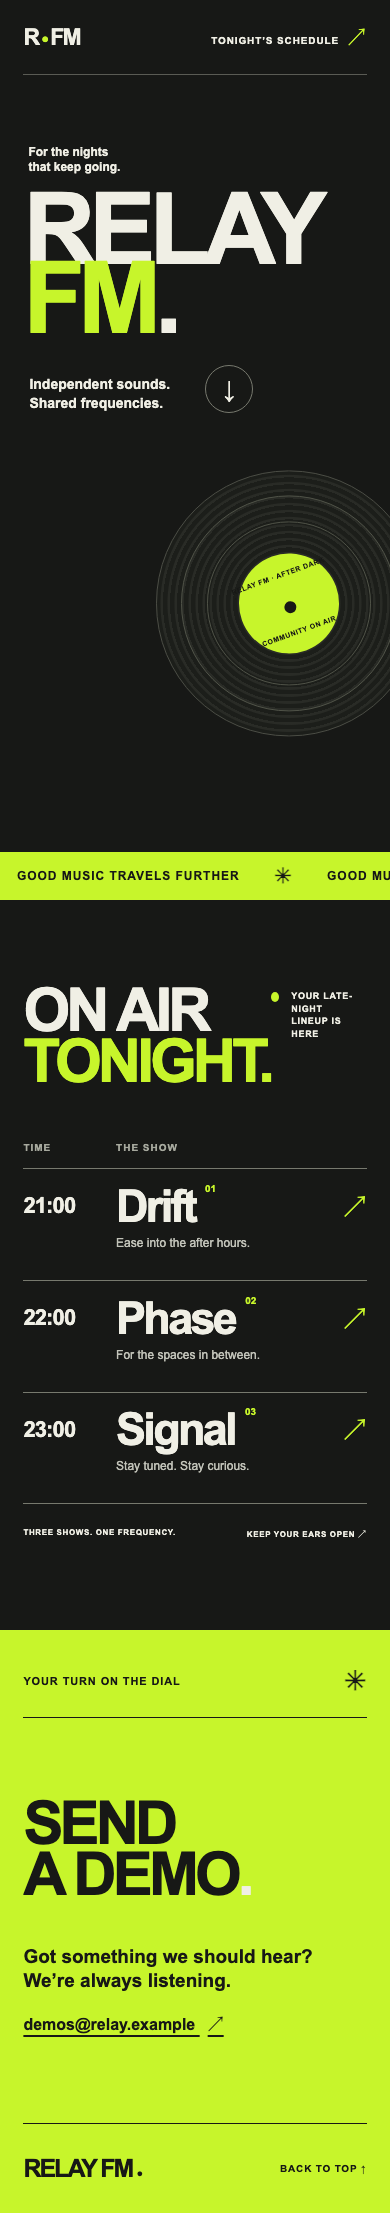 R•FM
TONIGHT'S SCHEDULE ↗
For the nights
that keep going.
RELAY
FM.
Independent sounds.
Shared frequencies.
↓
RELAY FM · AFTER DARK
COMMUNITY ON AIR
GOOD MUSIC TRAVELS FURTHER ✳ GOOD MU
ON AIR
TONIGHT.
YOUR LATE-
NIGHT
LINEUP IS
HERE
TIME THE SHOW
21:00 Drift 01 ↗
Ease into the after hours.
22:00 Phase 02 ↗
For the spaces in between.
23:00 Signal 03 ↗
Stay tuned. Stay curious.
THREE SHOWS. ONE FREQUENCY.
KEEP YOUR EARS OPEN ↗
YOUR TURN ON THE DIAL ✳
SEND
A DEMO.
Got something we should hear?
We’re always listening.
demos@relay.example ↗
RELAY FM.
BACK TO TOP ↑